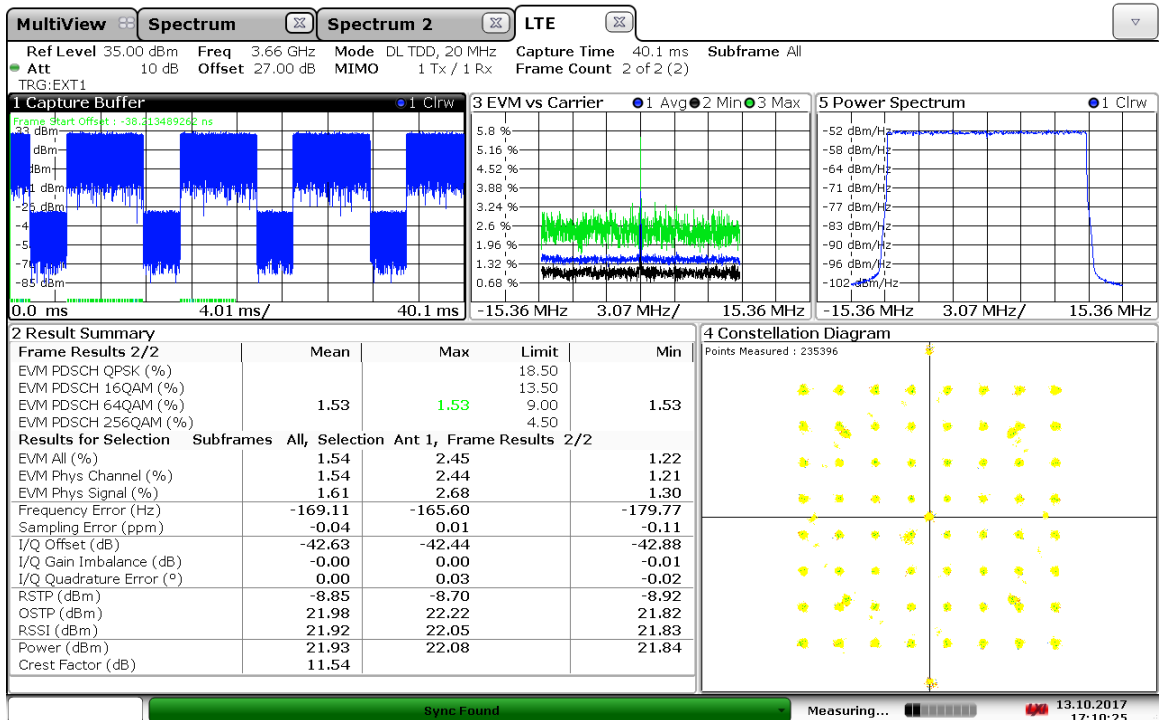 MultiView Spectrum Spectrum 2 LTE
Ref Level 35.00 dBm Freq 3.66 GHz Mode DL TDD, 20 MHz Capture Time 40.1 ms Subframe All
Att 10 dB Offset 27.00 dB MIMO 1 Tx / 1 Rx Frame Count 2 of 2 (2)
TRG:EXT1
1 Capture Buffer 1 Clrw
Frame Start Offset : -38.213489262 ns
33 dBm
dBm
dBm
dBm
-25 dBm
-85 dBm
0.0 ms 4.01 ms/ 40.1 ms
3 EVM vs Carrier 1 Avg 2 Min 3 Max
5.8 %
5.16 %
4.52 %
3.88 %
3.24 %
2.6 %
1.96 %
1.32 %
0.68 %
-15.36 MHz 3.07 MHz/ 15.36 MHz
5 Power Spectrum 1 Clrw
-52 dBm/Hz
-58 dBm/Hz
-64 dBm/Hz
-71 dBm/Hz
-77 dBm/Hz
-83 dBm/Hz
-90 dBm/Hz
-96 dBm/Hz
-102 dBm/Hz
-15.36 MHz 3.07 MHz/ 15.36 MHz
2 Result Summary
Frame Results 2/2 Mean Max Limit Min
EVM PDSCH QPSK (%) 18.50
EVM PDSCH 16QAM (%) 13.50
EVM PDSCH 64QAM (%) 1.53 1.53 9.00 1.53
EVM PDSCH 256QAM (%) 4.50
Results for Selection Subframes All, Selection Ant 1, Frame Results 2/2
EVM All (%) 1.54 2.45 1.22
EVM Phys Channel (%) 1.54 2.44 1.21
EVM Phys Signal (%) 1.61 2.68 1.30
Frequency Error (Hz) -169.11 -165.60 -179.77
Sampling Error (ppm) -0.04 0.01 -0.11
I/Q Offset (dB) -42.63 -42.44 -42.88
I/Q Gain Imbalance (dB) -0.00 0.00 -0.01
I/Q Quadrature Error (°) 0.00 0.03 -0.02
RSTP (dBm) -8.85 -8.70 -8.92
OSTP (dBm) 21.98 22.22 21.82
RSSI (dBm) 21.92 22.05 21.83
Power (dBm) 21.93 22.08 21.84
Crest Factor (dB) 11.54
4 Constellation Diagram
Points Measured : 235396
Sync Found Measuring... 13.10.2017
17:10:25